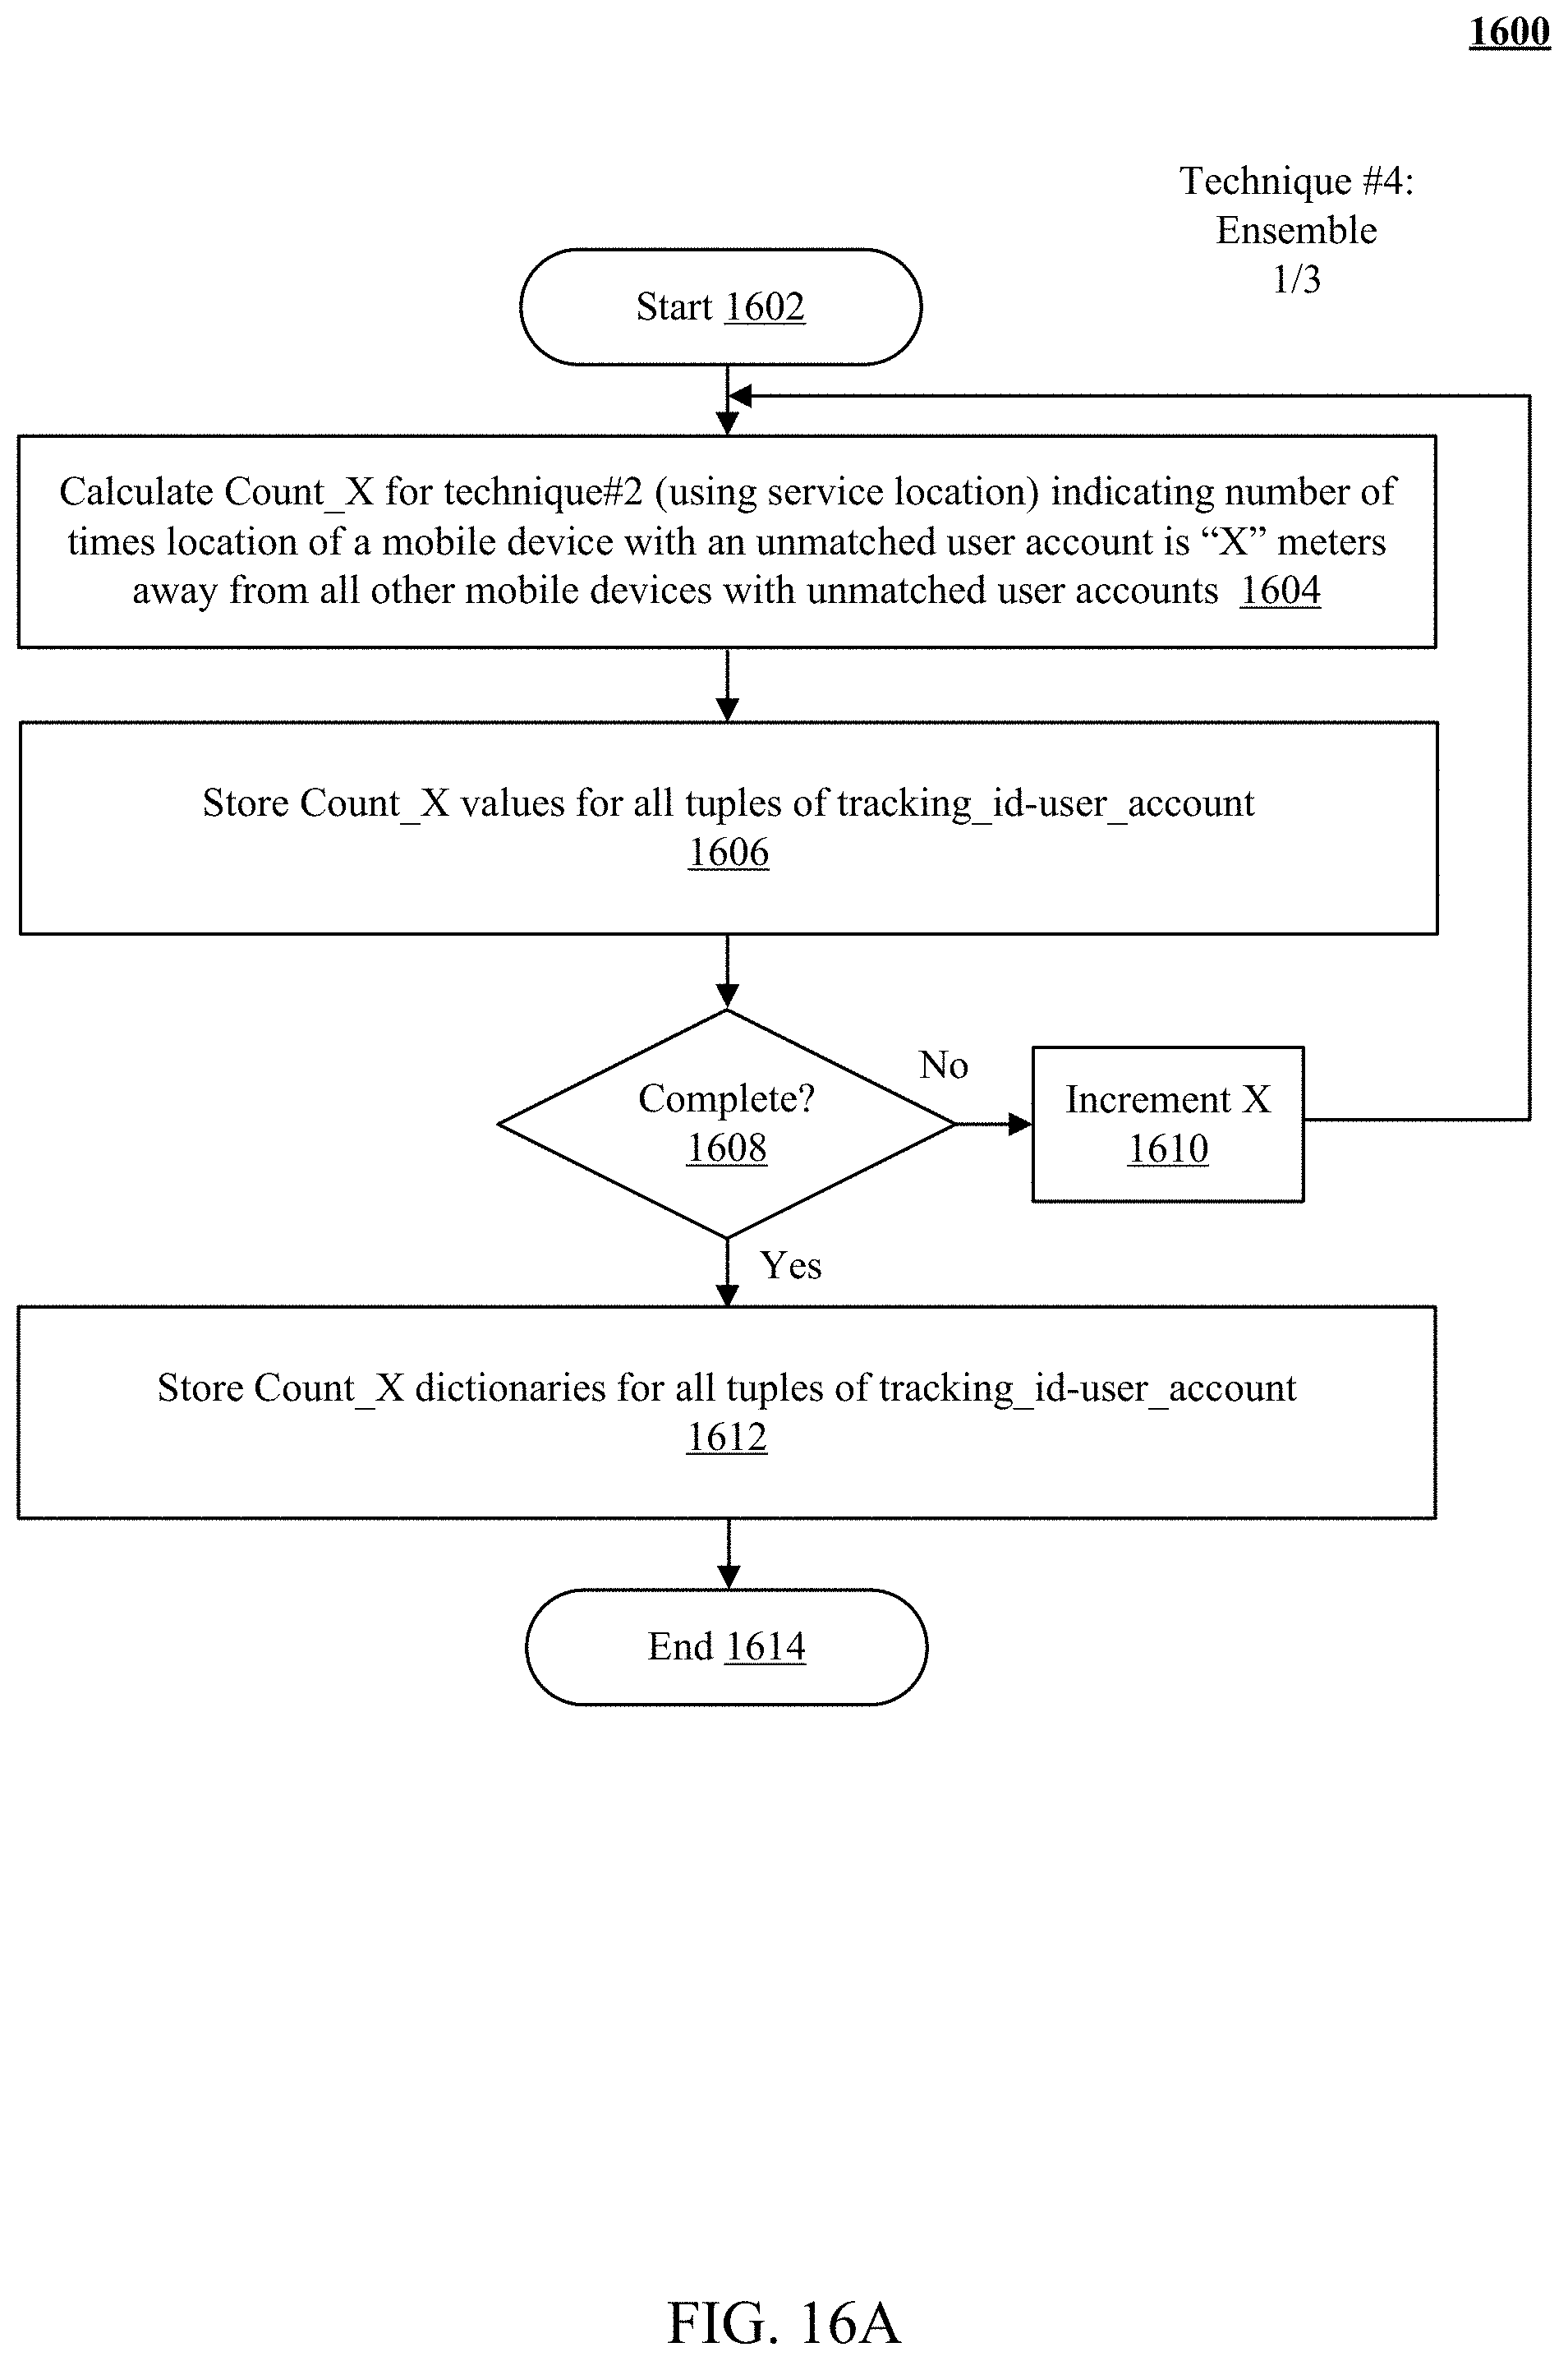 1600
Technique #4:
Ensemble
1/3
Start 1602
Calculate Count_X for technique#2 (using service location) indicating number of
times location of a mobile device with an unmatched user account is “X” meters
away from all other mobile devices with unmatched user accounts 1604
Store Count_X values for all tuples of tracking_id-user_account
1606
Complete?
1608
No
Increment X
1610
Yes
Store Count_X dictionaries for all tuples of tracking_id-user_account
1612
End 1614
FIG. 16A